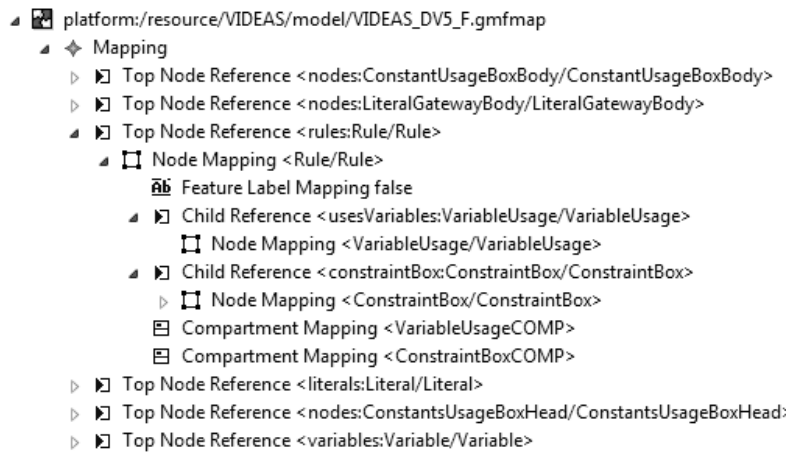 platform:/resource/VIDEAS/model/VIDEAS_DV5_F.gmfmap
Mapping
Top Node Reference <nodes:ConstantUsageBoxBody/ConstantUsageBoxBody>
Top Node Reference <nodes:LiteralGatewayBody/LiteralGatewayBody>
Top Node Reference <rules:Rule/Rule>
Node Mapping <Rule/Rule>
Ab Feature Label Mapping false
Child Reference <usesVariables:VariableUsage/VariableUsage>
Node Mapping <VariableUsage/VariableUsage>
Child Reference <constraintBox:ConstraintBox/ConstraintBox>
Node Mapping <ConstraintBox/ConstraintBox>
Compartment Mapping <VariableUsageCOMP>
Compartment Mapping <ConstraintBoxCOMP>
Top Node Reference <literals:Literal/Literal>
Top Node Reference <nodes:ConstantsUsageBoxHead/ConstantsUsageBoxHead>
Top Node Reference <variables:Variable/Variable>